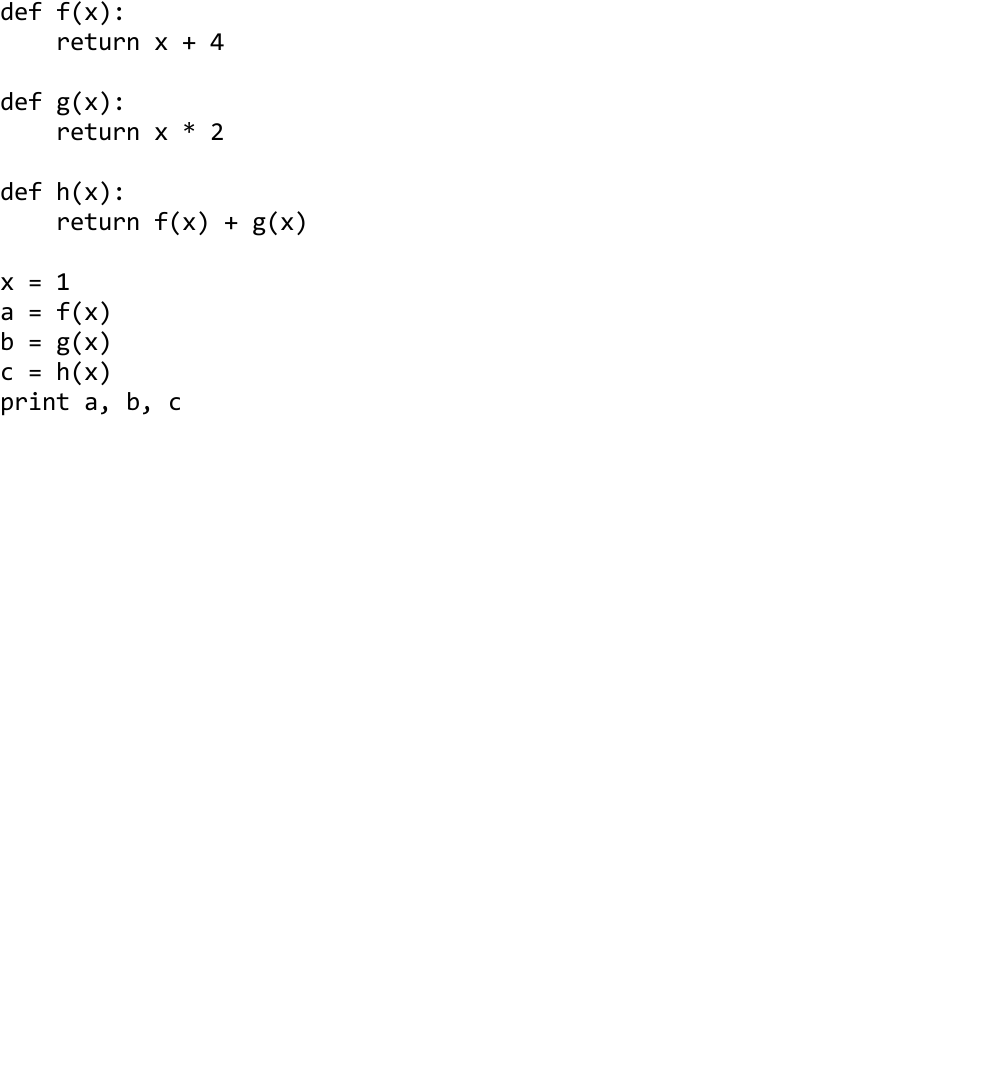 def f(x):
    return x + 4
def g(x):
    return x * 2
def h(x):
    return f(x) + g(x)
x = 1
a = f(x)
b = g(x)
c = h(x)
print a, b, c